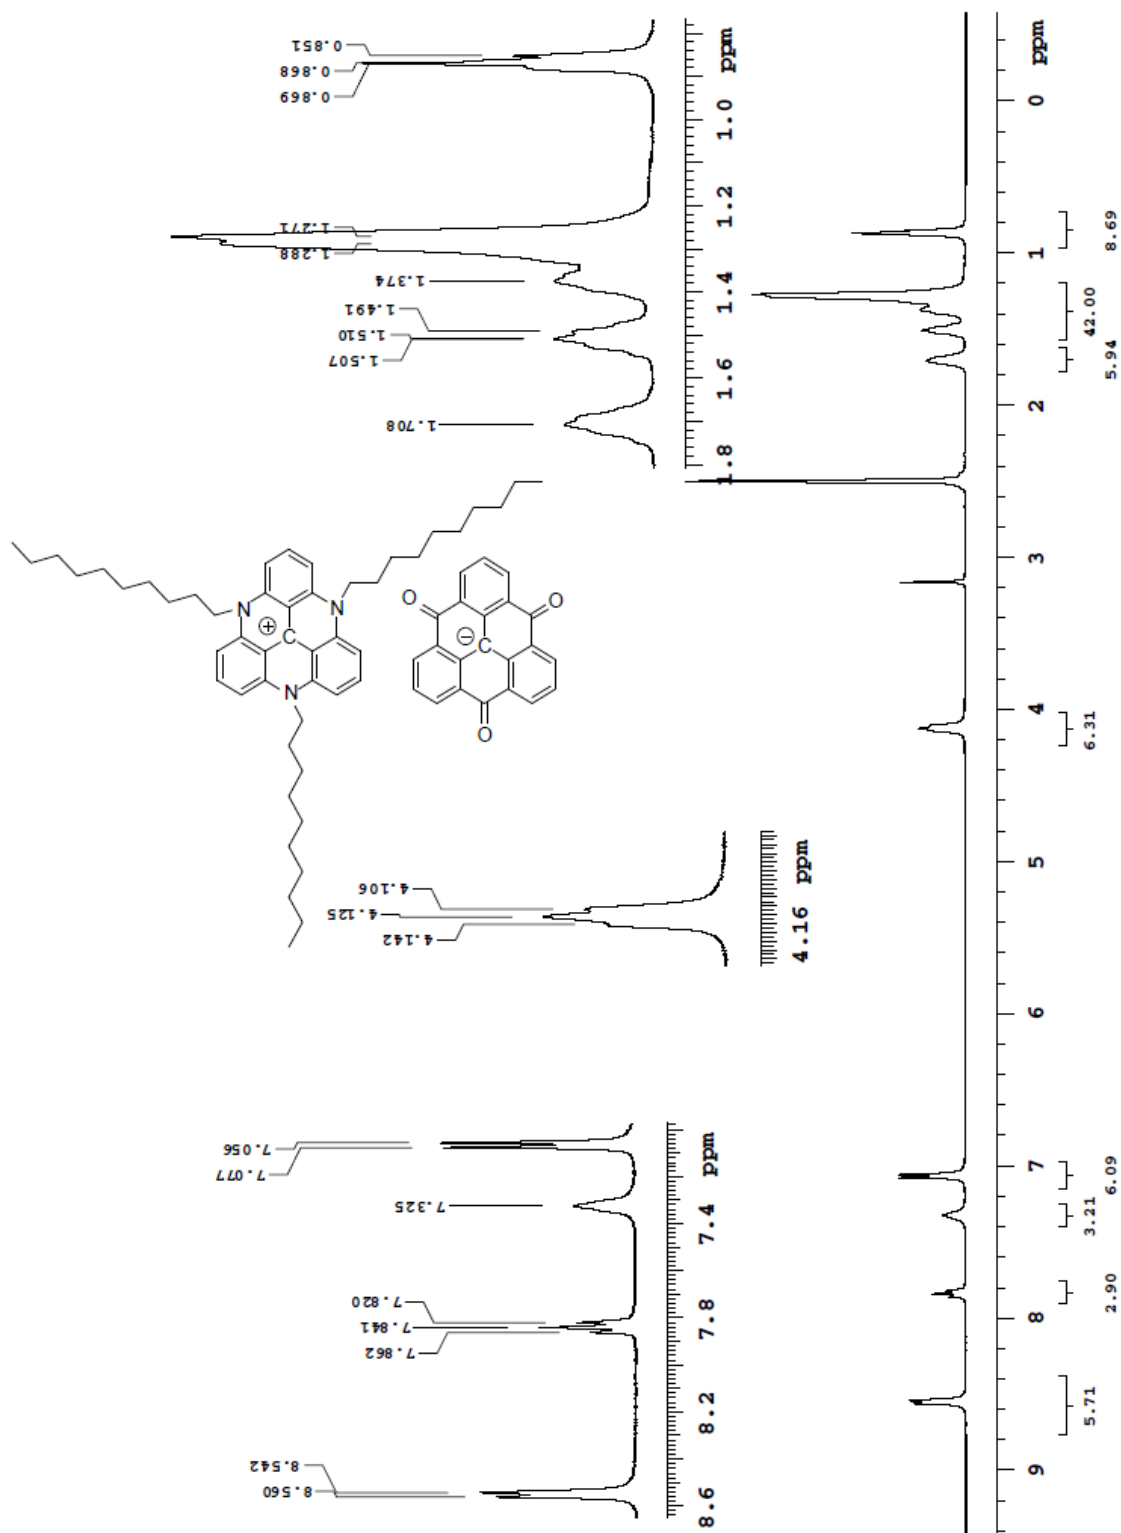 0.851
0.868
0.869
1.271
1.288
1.374
1.491
1.510
1.507
1.708
1.0 1.2 1.4 1.6 1.8 ppm
N
N
N
C
+
O
O
O
C
−
4.106
4.125
4.142
4.16 ppm
7.056
7.077
7.325
7.820
7.841
7.862
8.542
8.560
7.4 7.8 8.2 8.6 ppm
9 8 7 6 5 4 3 2 1 0 ppm
5.71
2.90
3.21
6.09
6.31
5.94
42.00
8.69